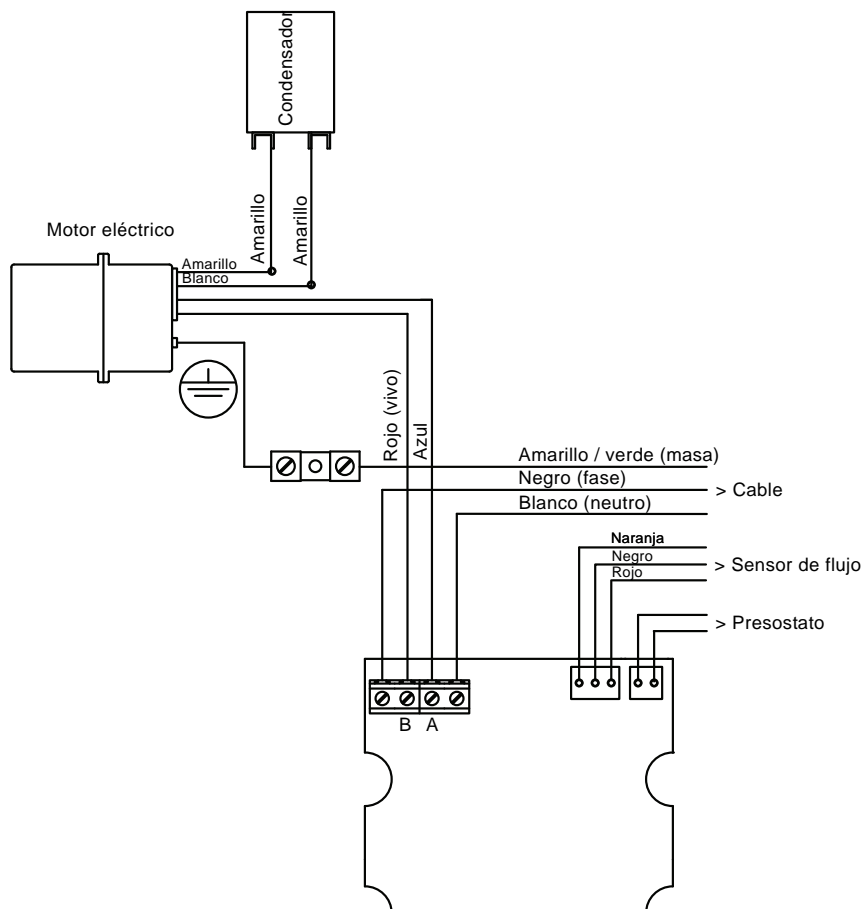 Condensador
Amarillo
Amarillo
Motor eléctrico
Amarillo
Blanco
Rojo (vivo)
Azul
Amarillo / verde (masa)
Negro (fase)
> Cable
Blanco (neutro)
Naranja
Negro
> Sensor de flujo
Rojo
> Presostato
B A